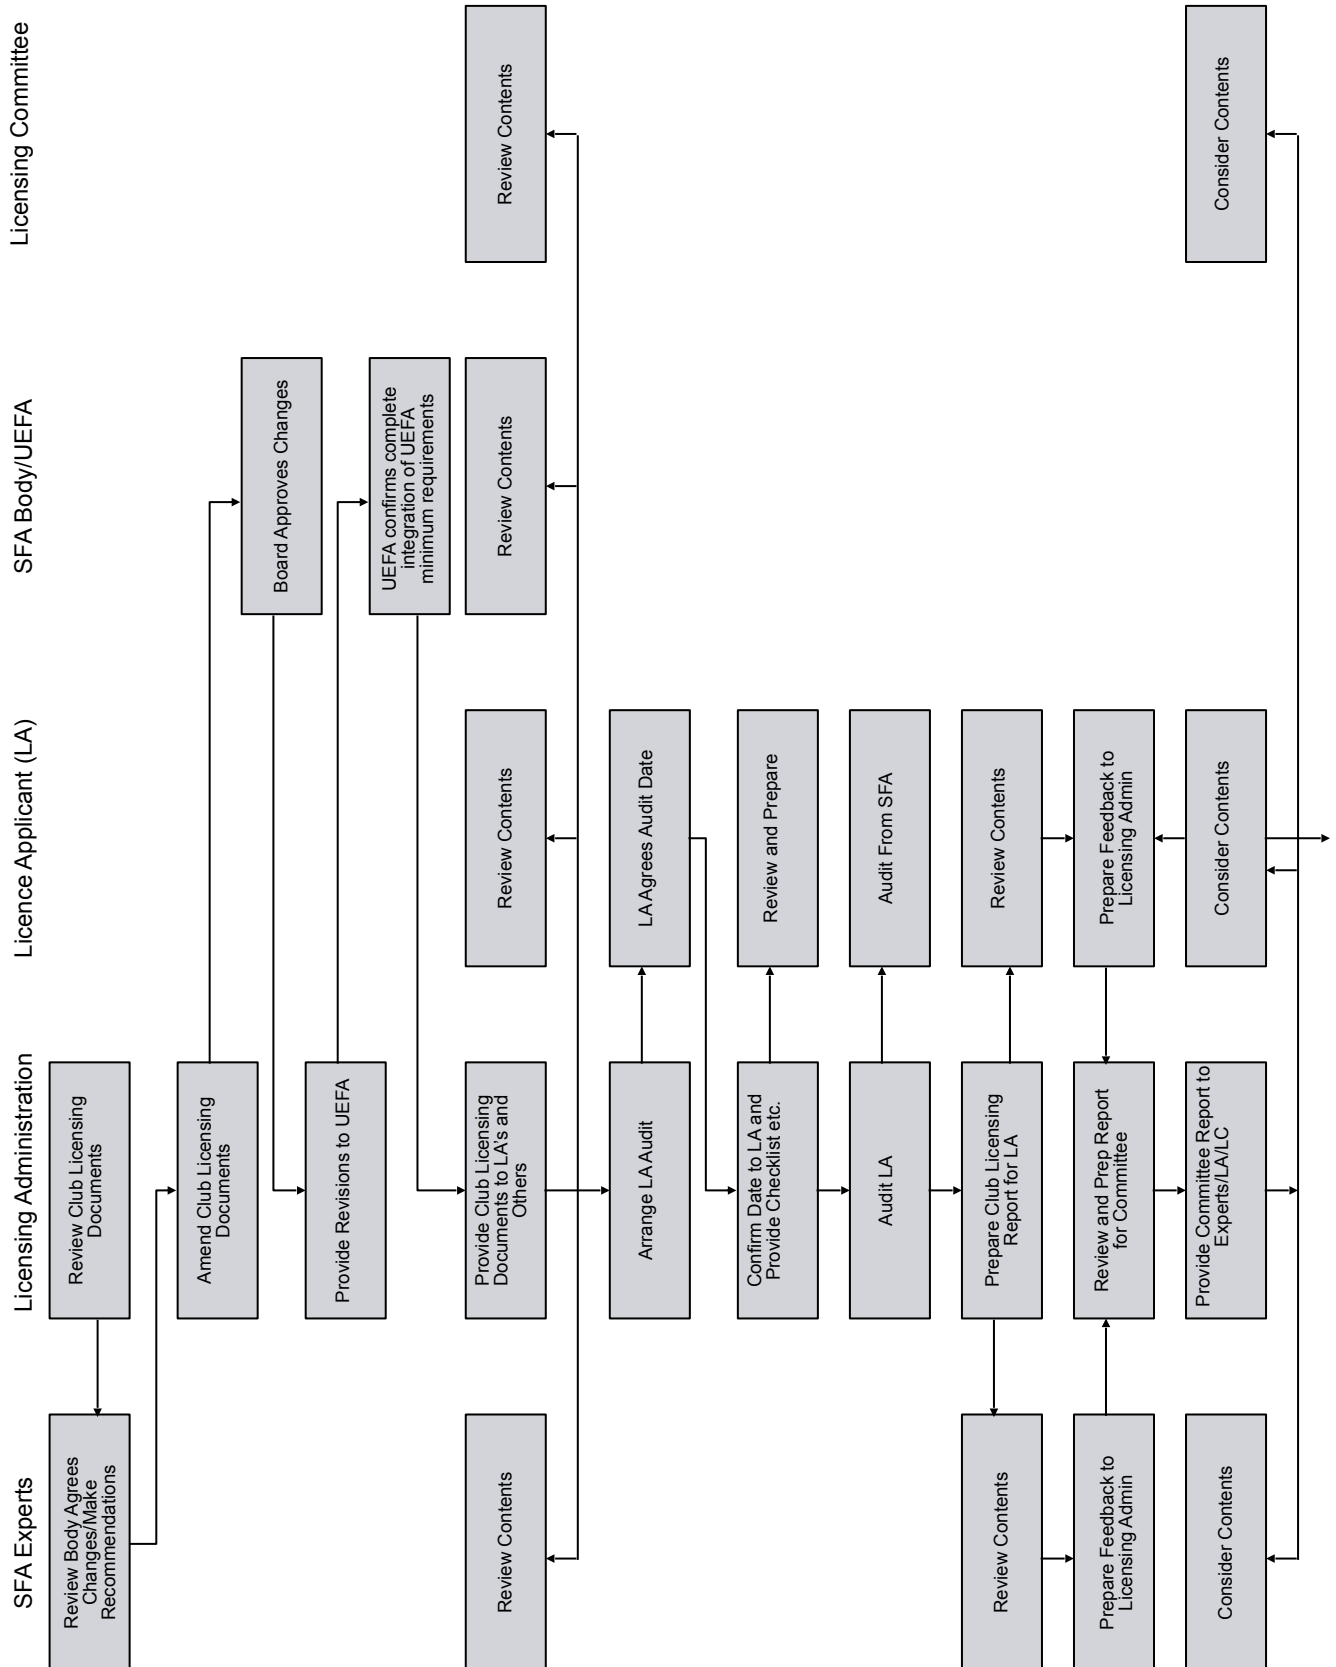 SFA Experts
Licensing Administration
Licence Applicant (LA)
SFA Body/UEFA
Licensing Committee
Review Body Agrees
Changes/Make
Recommendations
Review Club Licensing
Documents
Amend Club Licensing
Documents
Board Approves Changes
Provide Revisions to UEFA
UEFA confirms complete
integration of UEFA
minimum requirements
Review Contents
Provide Club Licensing
Documents to LA's and
Others
Review Contents
Review Contents
Review Contents
Arrange LA Audit
LA Agrees Audit Date
Confirm Date to LA and
Provide Checklist etc.
Review and Prepare
Audit LA
Audit From SFA
Review Contents
Prepare Club Licensing
Report for LA
Review Contents
Prepare Feedback to
Licensing Admin
Review and Prep Report
for Committee
Prepare Feedback to
Licensing Admin
Consider Contents
Provide Committee Report to
Experts/LA/LC
Consider Contents
Consider Contents